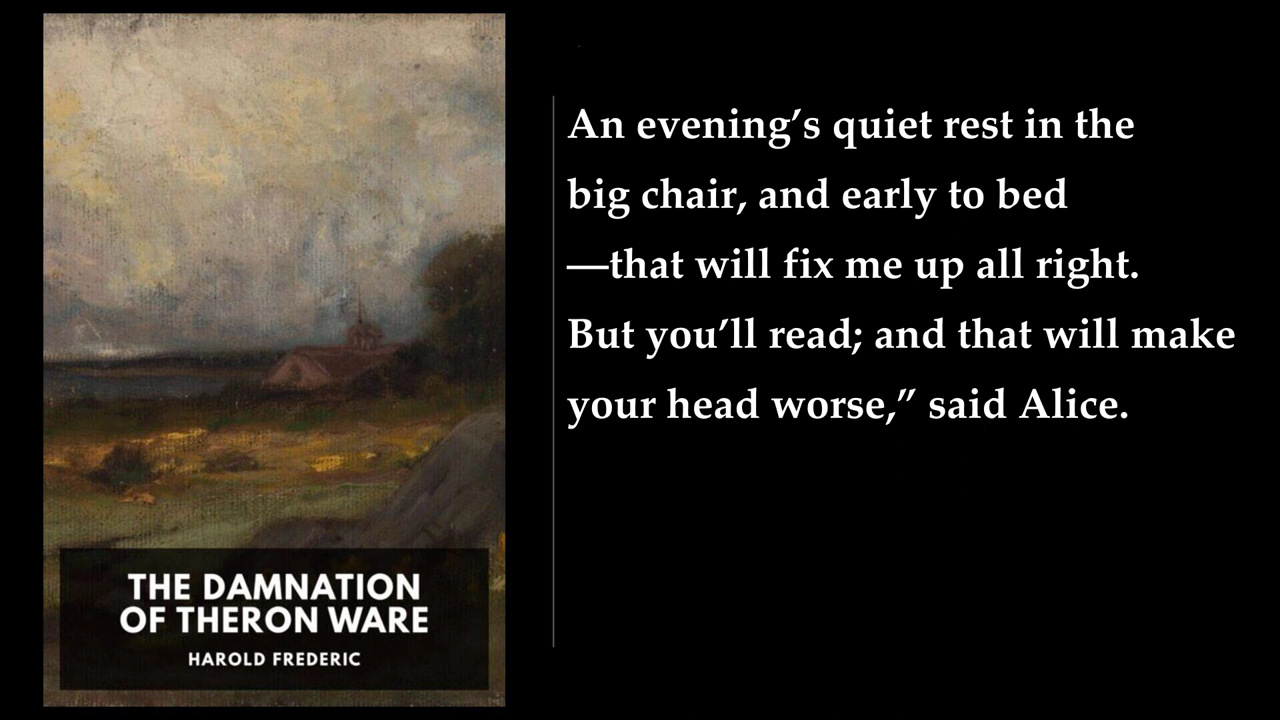 THE DAMNATION
OF THERON WARE
HAROLD FREDERIC
An evening’s quiet rest in the
big chair, and early to bed
—that will fix me up all right.
But you’ll read; and that will make
your head worse,” said Alice.